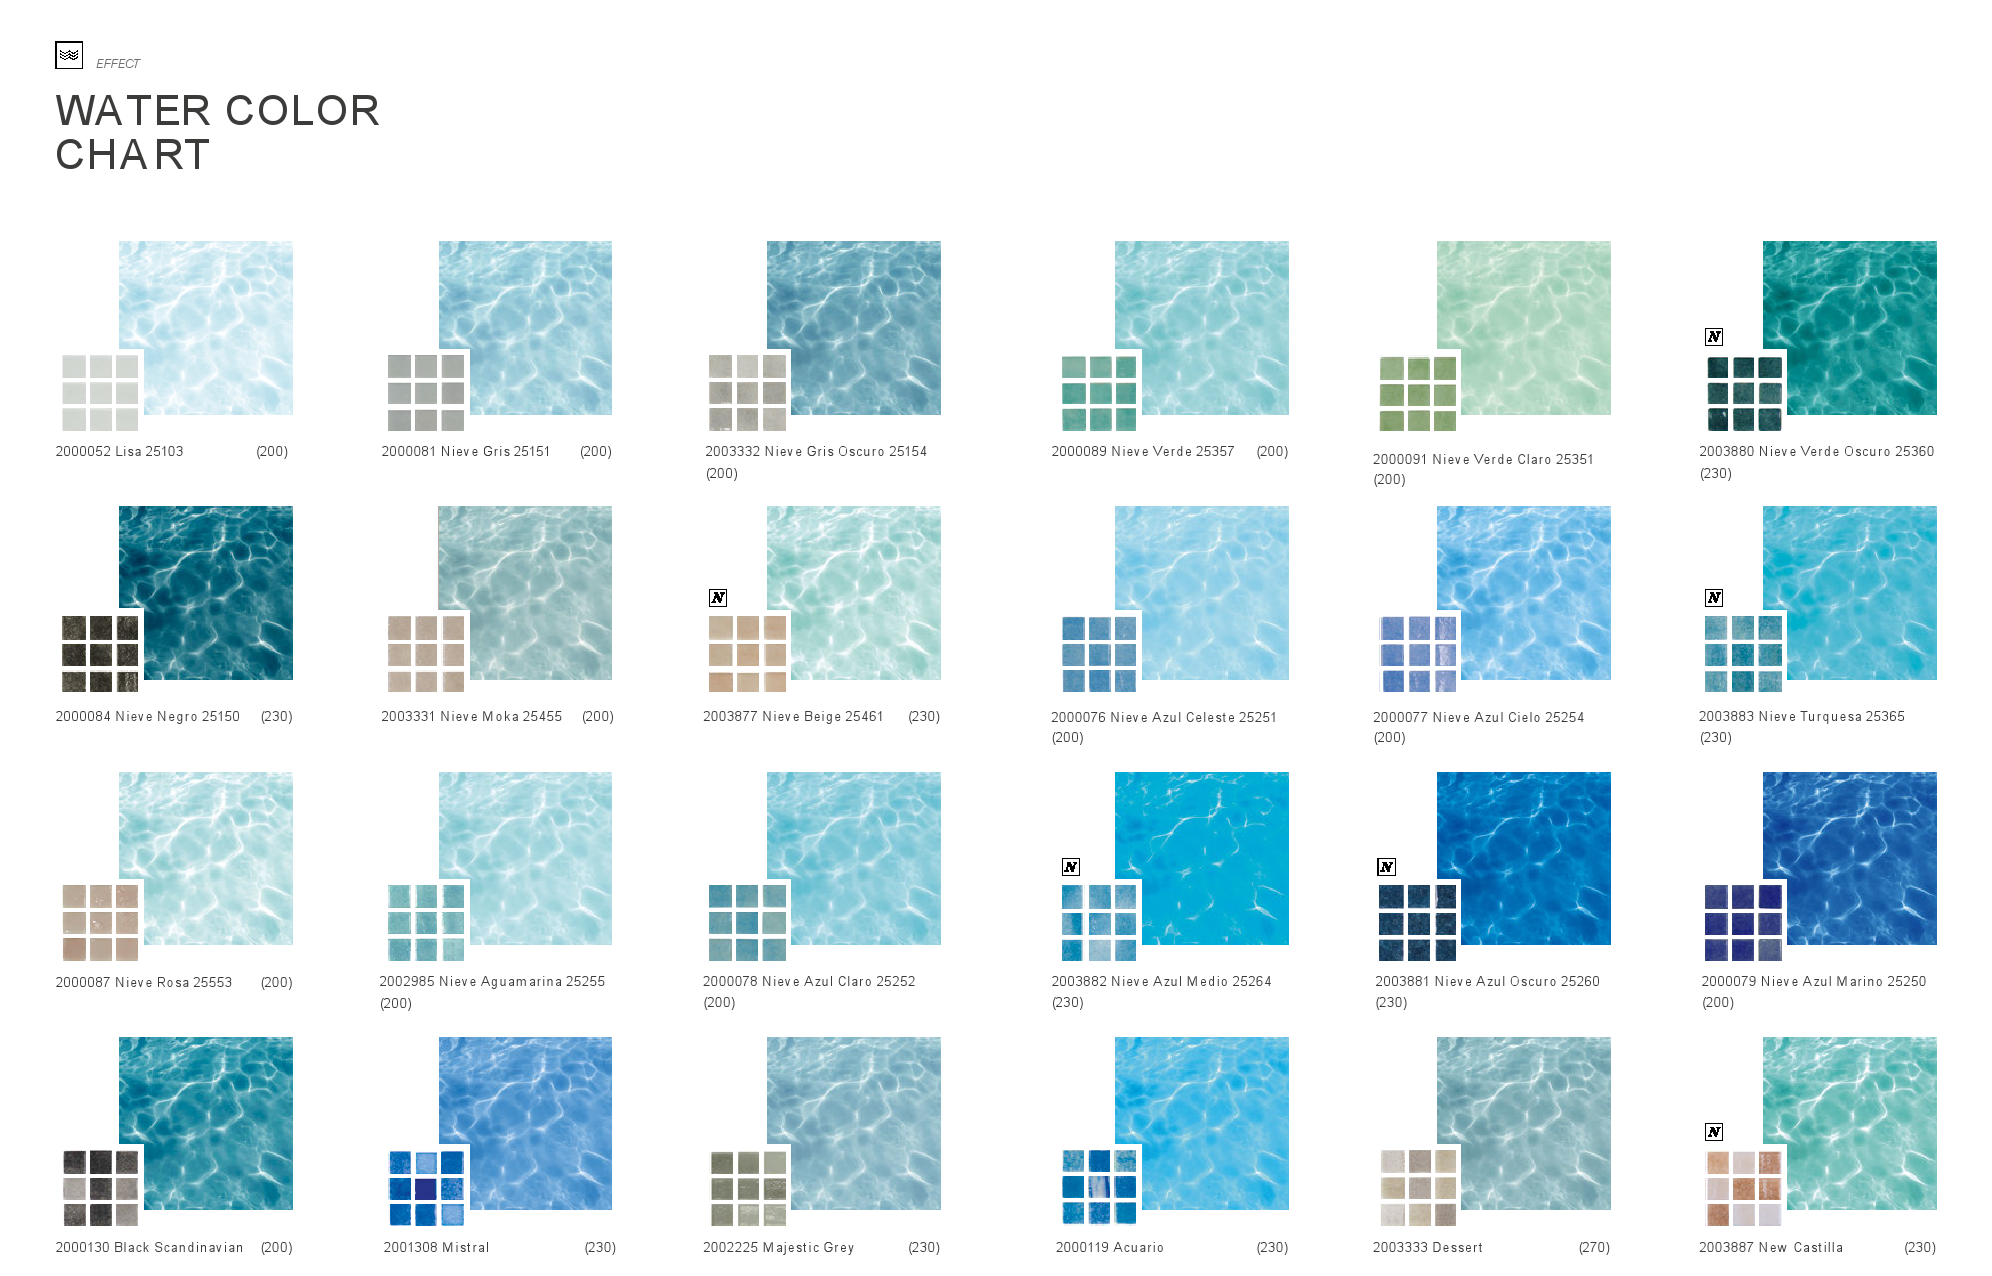 EFFECT
WATER COLOR
CHART
2000052 Lisa 25103 (200)
2000081 Nieve Gris 25151 (200)
2003332 Nieve Gris Oscuro 25154
(200)
2000089 Nieve Verde 25357 (200)
2000091 Nieve Verde Claro 25351
(200)
N
2003880 Nieve Verde Oscuro 25360
(230)
2000084 Nieve Negro 25150 (230)
2003331 Nieve Moka 25455 (200)
N
2003877 Nieve Beige 25461 (230)
2000076 Nieve Azul Celeste 25251
(200)
2000077 Nieve Azul Cielo 25254
(200)
N
2003883 Nieve Turquesa 25365
(230)
2000087 Nieve Rosa 25553 (200)
2002985 Nieve Aguamarina 25255
(200)
2000078 Nieve Azul Claro 25252
(200)
N
2003882 Nieve Azul Medio 25264
(230)
N
2003881 Nieve Azul Oscuro 25260
(230)
2000079 Nieve Azul Marino 25250
(200)
2000130 Black Scandinavian (200)
2001308 Mistral (230)
2002225 Majestic Grey (230)
2000119 Acuario (230)
2003333 Dessert (270)
N
2003887 New Castilla (230)